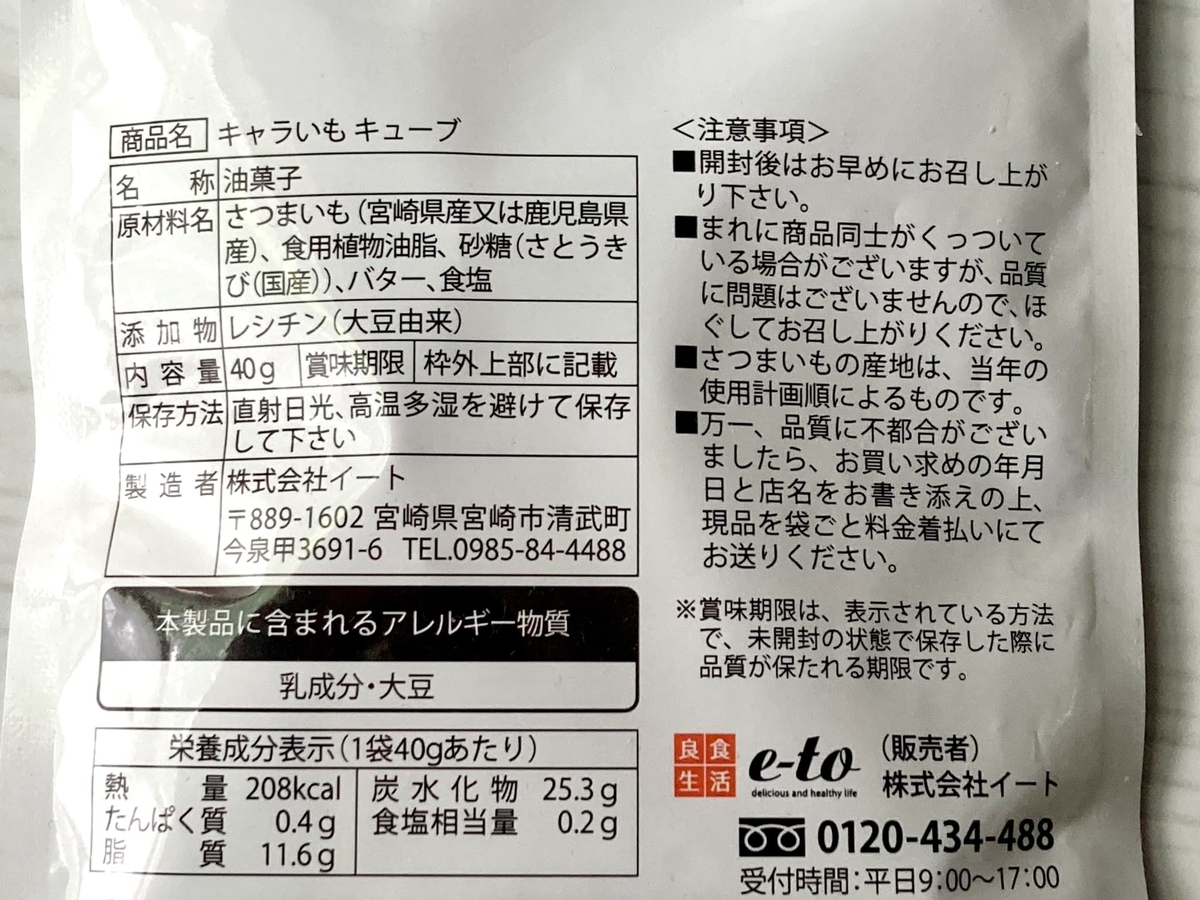 商品名 キャラいも キューブ
名称 油菓子
原材料名 さつまいも(宮崎県産又は鹿児島県
産)、食用植物油脂、砂糖(さとうき
び(国産))、バター、食塩
添加物 レシチン(大豆由来)
内容量 40g 賞味期限 枠外上部に記載
保存方法 直射日光、高温多湿を避けて保存
して下さい
製造者 株式会社イート
〒889-1602 宮崎県宮崎市清武町
今泉甲3691-6 TEL.0985-84-4488
本製品に含まれるアレルギー物質
乳成分・大豆
栄養成分表示(1袋40gあたり)
熱量 208kcal 炭水化物 25.3g
たんぱく質 0.4g 食塩相当量 0.2g
脂質 11.6g
<注意事項>
■開封後はお早めにお召し上が
り下さい。
■まれに商品同士がくっついて
いる場合がございますが、品質
に問題はございませんので、ほ
ぐしてお召し上がりください。
■さつまいもの産地は、当年の
使用計画順によるものです。
■万一、品質に不都合がござい
ましたら、お買い求めの年月
日と店名をお書き添えの上、
現品を袋ごと料金着払いにて
お送りください。
※賞味期限は、表示されている方法
で、未開封の状態で保存した際に
品質が保たれる期限です。
良食
生活
e-to
delicious and healthy life
(販売者)
株式会社イート
0120-434-488
受付時間:平日9:00〜17:00